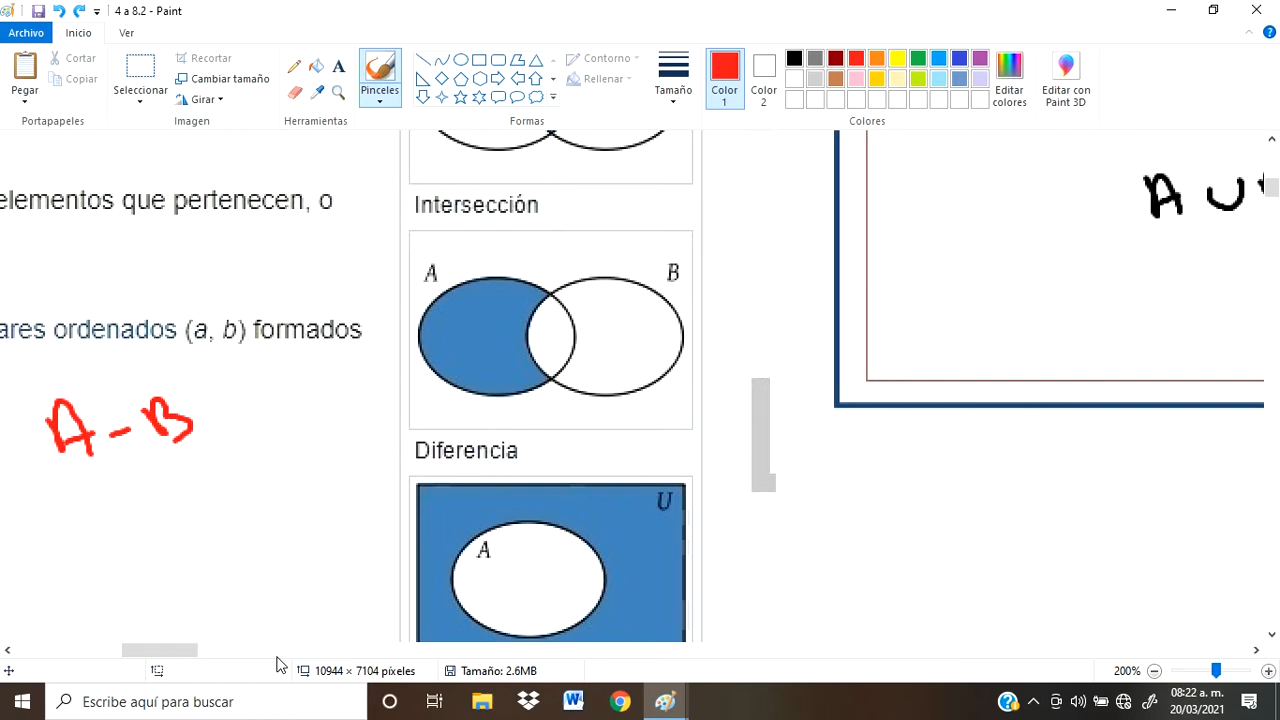 4 a 8.2 - Paint
Archivo Inicio Ver
Pegar
Cortar
Copiar
Portapapeles
Seleccionar
Recortar
Cambiar tamaño
Girar
Imagen
A
Herramientas
Pinceles
Formas
Contorno
Rellenar
Tamaño
Color 1
Color 2
Editar colores
Editar con Paint 3D
Colores
elementos que pertenecen, o
ares ordenados (a, b) formados
A - B
Intersección
A B
Diferencia
U
A
A U
10944 × 7104 píxeles
Tamaño: 2.6MB
200%
Escribe aquí para buscar
08:22 a. m.
20/03/2021